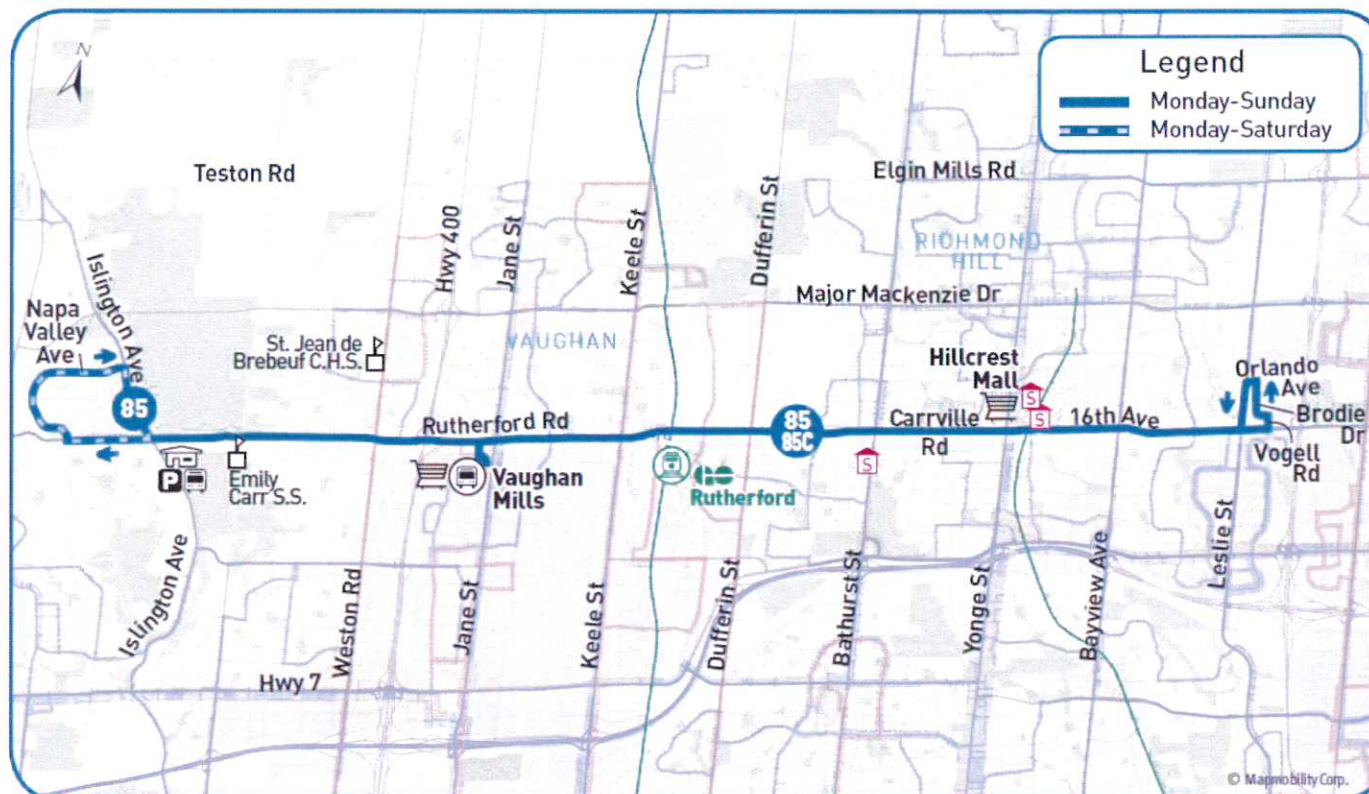 N
Legend
Monday-Sunday
Monday-Saturday
Teston Rd
Elgin Mills Rd
Hwy 400
Jane St
Keele St
Dufferin St
RICHMOND
HILL
Islington Ave
Major Mackenzie Dr
Napa
Valley
Ave
St. Jean de
Brebeuf C.H.S.
VAUGHAN
Hillcrest
Mall
Orlando
Ave
85
Rutherford Rd
85
85C
Carrville
Rd
16th Ave
Brodie
Dr
Vogell
Rd
S
S
S
P
Emily
Carr S.S.
Vaughan
Mills
GO
Rutherford
Islington Ave
Weston Rd
Jane St
Keele St
Dufferin St
Bathurst St
Yonge St
Bayview Ave
Leslie St
Hwy 7
© Mapmobility Corp.